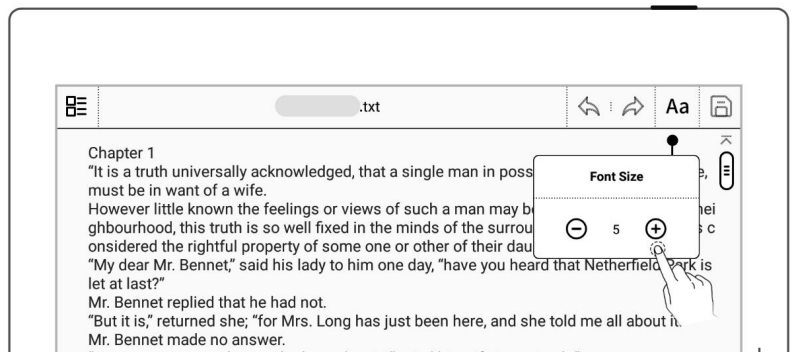 .txt
Aa
Chapter 1
“It is a truth universally acknowledged, that a single man in poss e,
must be in want of a wife.
Font Size
However little known the feelings or views of such a man may b nei
ghbourhood, this truth is so well fixed in the minds of the surrou s c
5
onsidered the rightful property of some one or other of their dau
“My dear Mr. Bennet,” said his lady to him one day, “have you heard that Netherfield Park is
let at last?”
Mr. Bennet replied that he had not.
“But it is,” returned she; “for Mrs. Long has just been here, and she told me all about it.
Mr. Bennet made no answer.